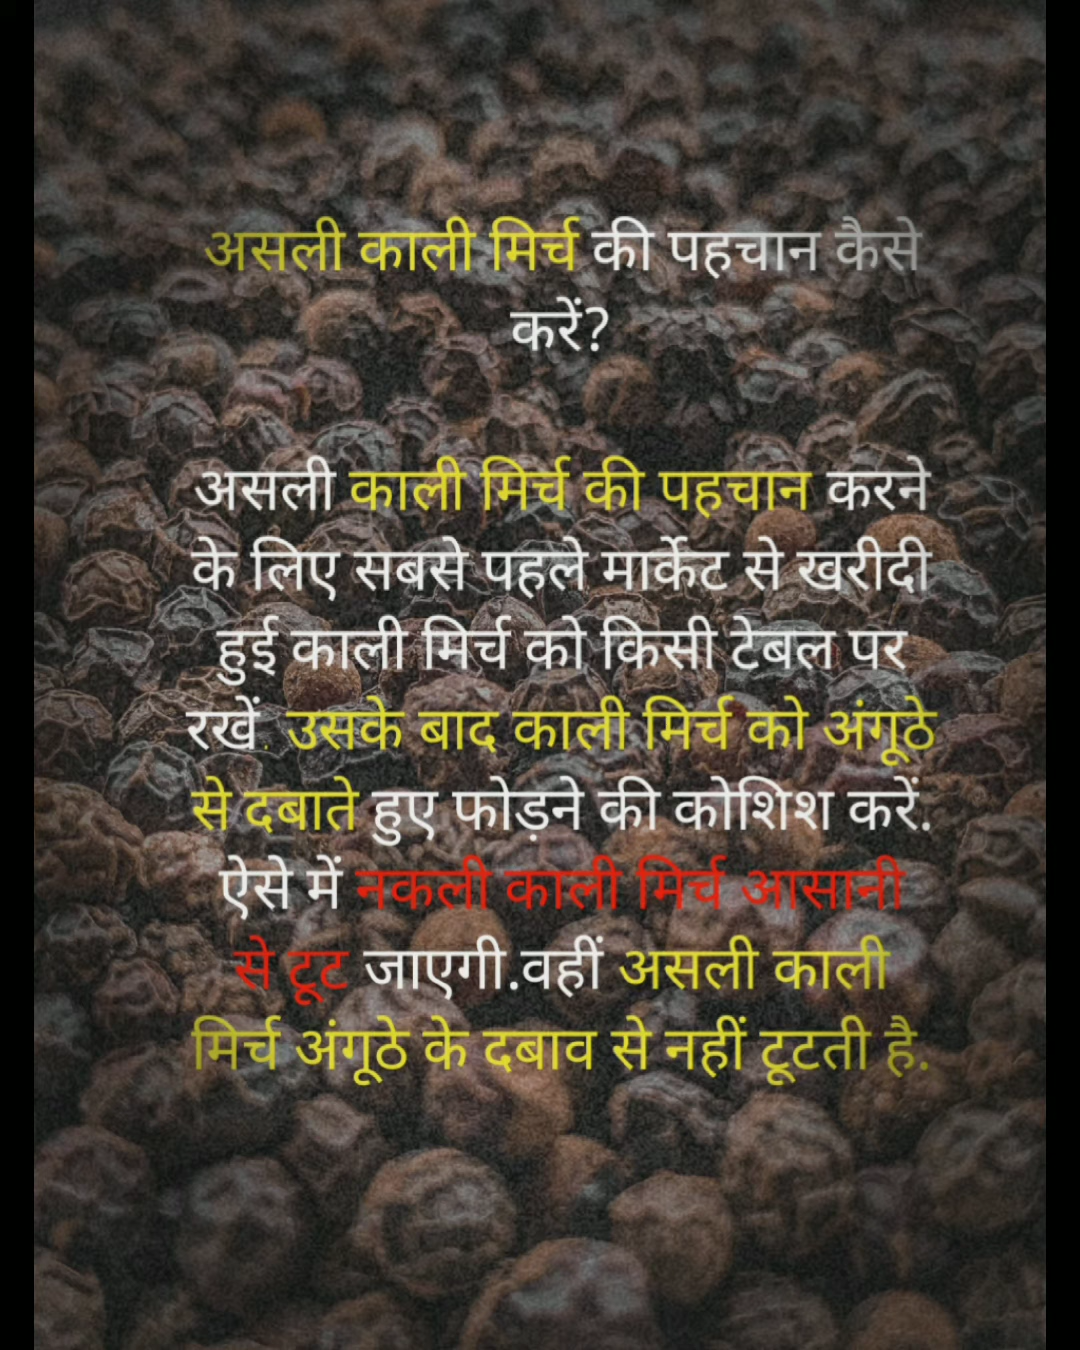 असली काली मिर्च की पहचान कैसे
करें?
असली काली मिर्च की पहचान करने
के लिए सबसे पहले मार्केट से खरीदी
हुई काली मिर्च को किसी टेबल पर
रखें. उसके बाद काली मिर्च को अंगूठे
से दबाते हुए फोड़ने की कोशिश करें.
ऐसे में नकली काली मिर्च आसानी
से टूट जाएगी.वहीं असली काली
मिर्च अंगूठे के दबाव से नहीं टूटती है.